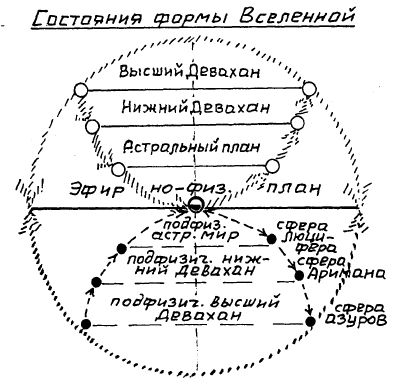 Состояния формы Вселенной
Высший Девахан
Нижний Девахан
Астральный план
Эфир но-физ. план
подфиз.
астр. мир
сфера
Люци-
фера
подфизич. ниж-
ний Девахан
сфера
Аримана
подфизич. высший
Девахан
сфера
азуров